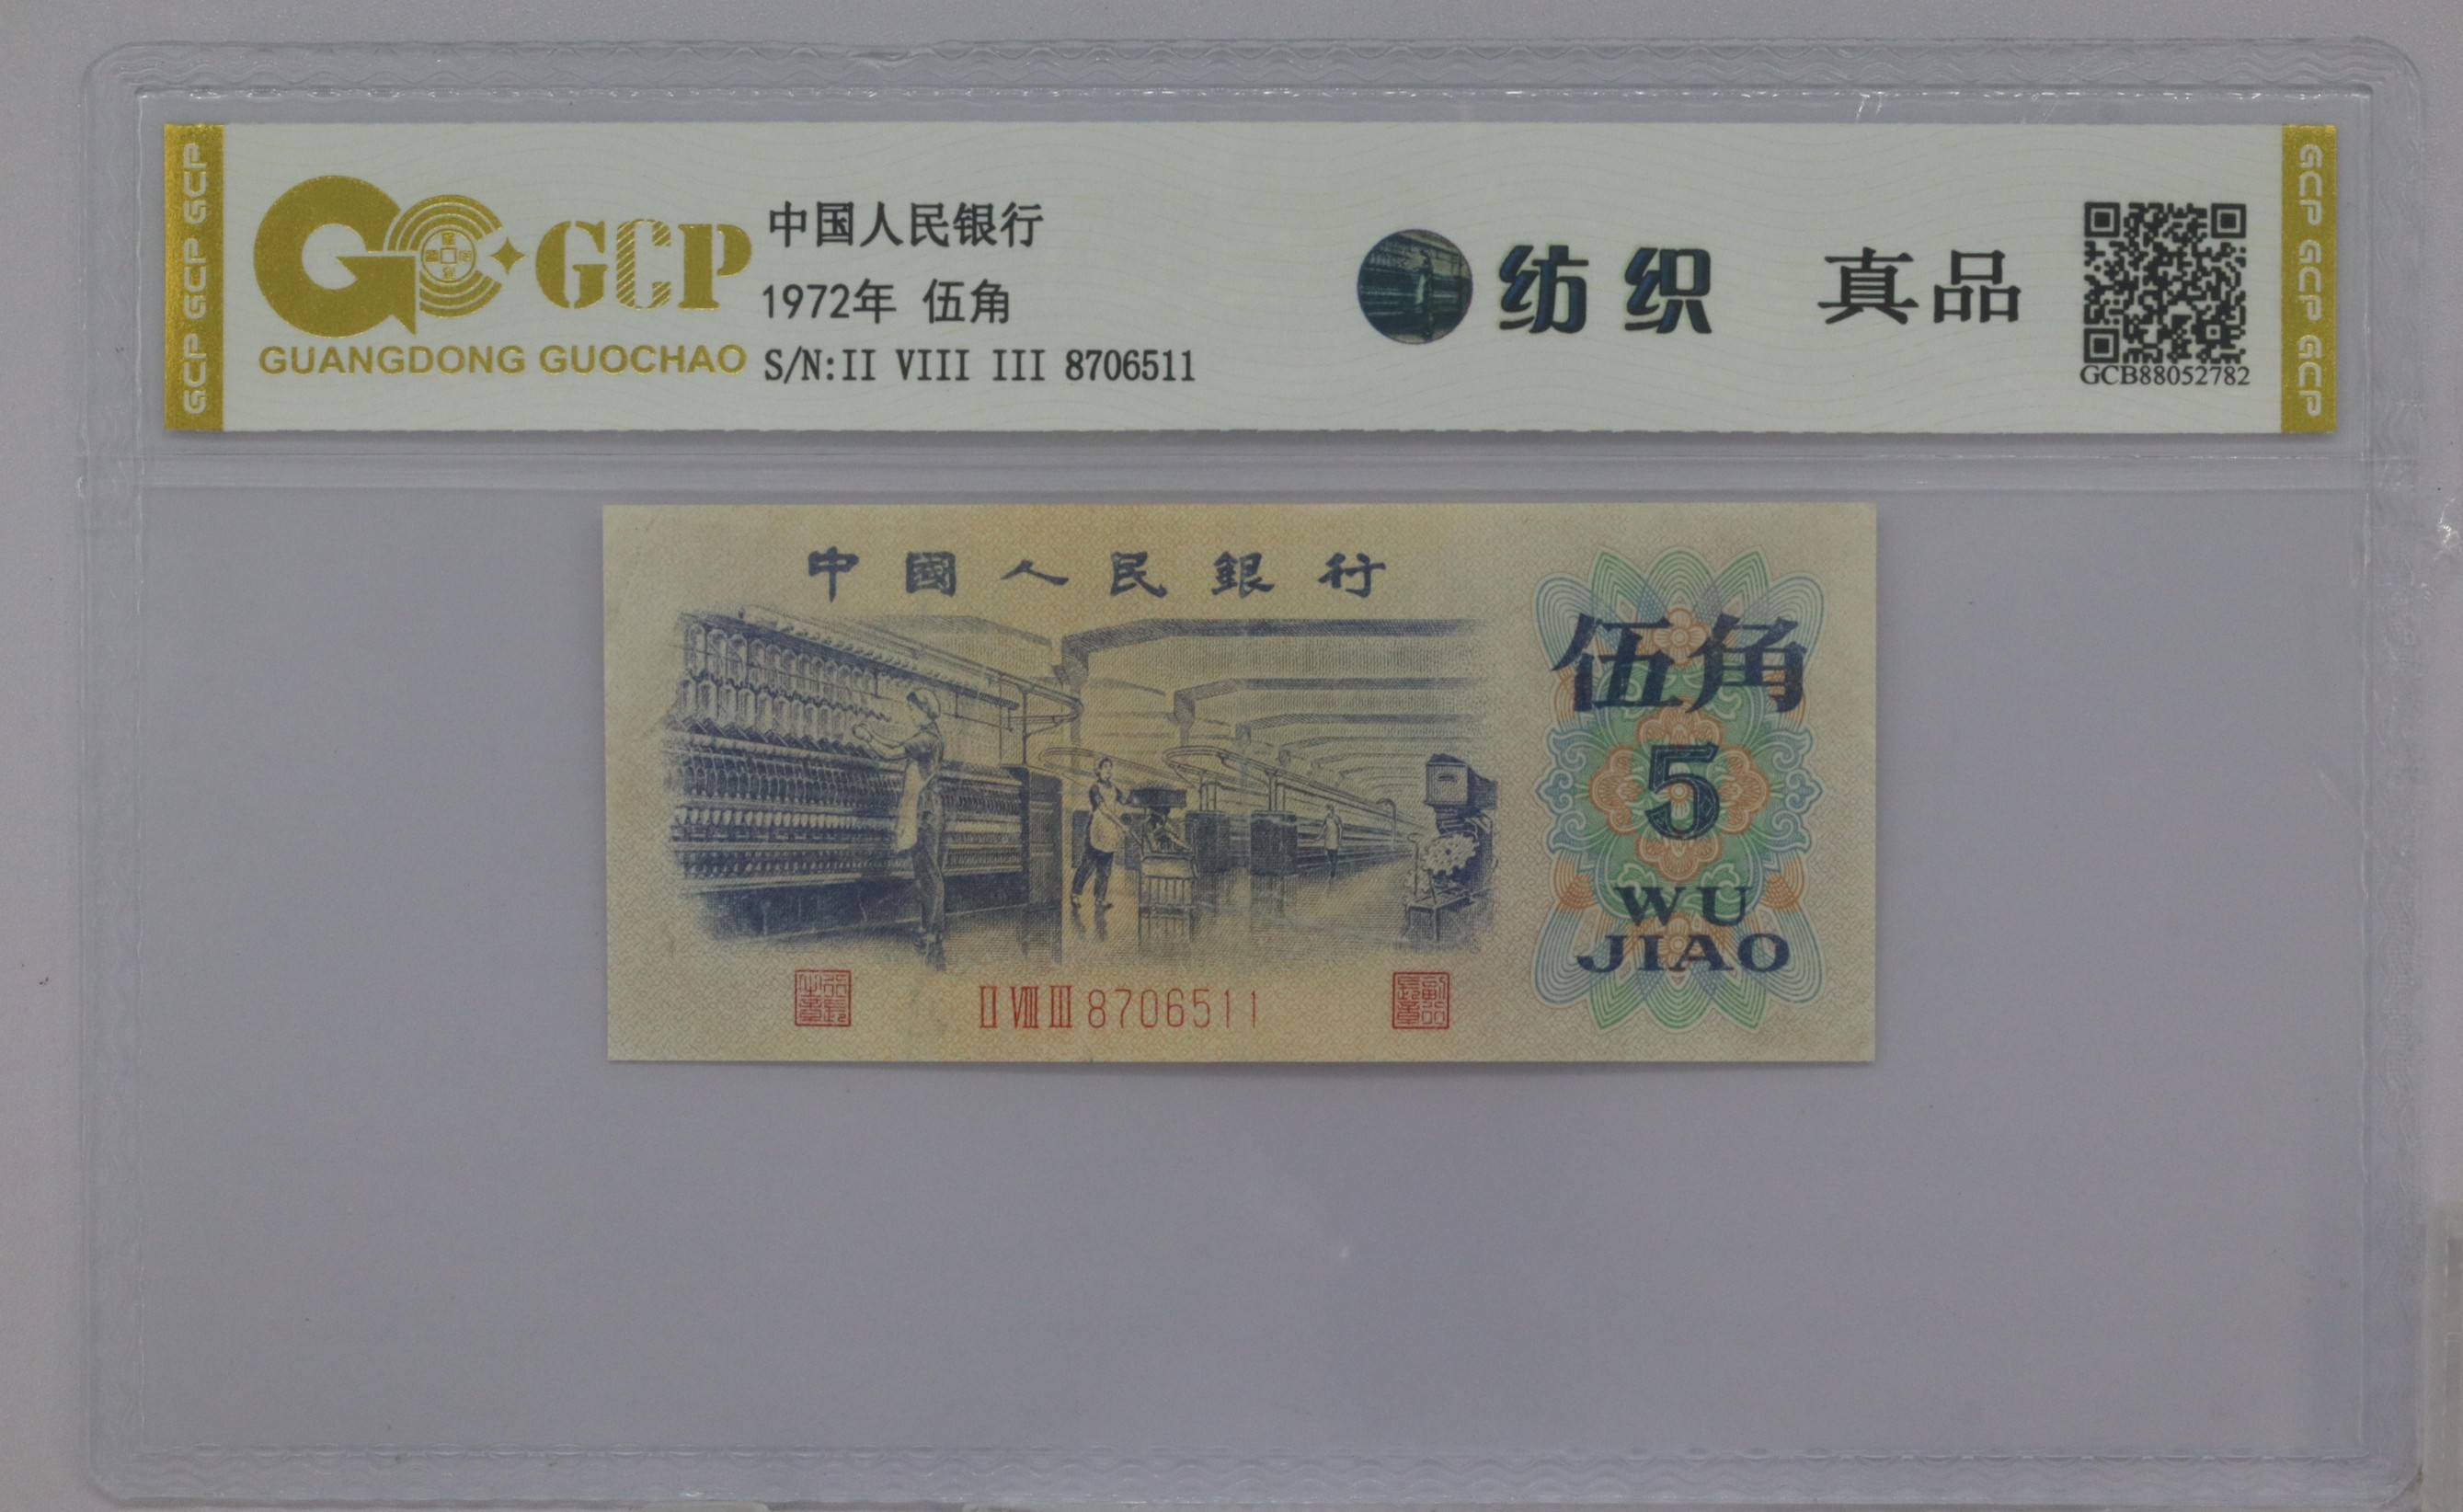 GCP GCP GCP
GCP
GUANGDONG GUOCHAO
中国人民银行
1972年 伍角
S/N:II VIII III 8706511
纺织 真品
GCB88052782
GCP GCP GCP
中國人民銀行
伍角
5
WU
JIAO
II VIII III 8706511